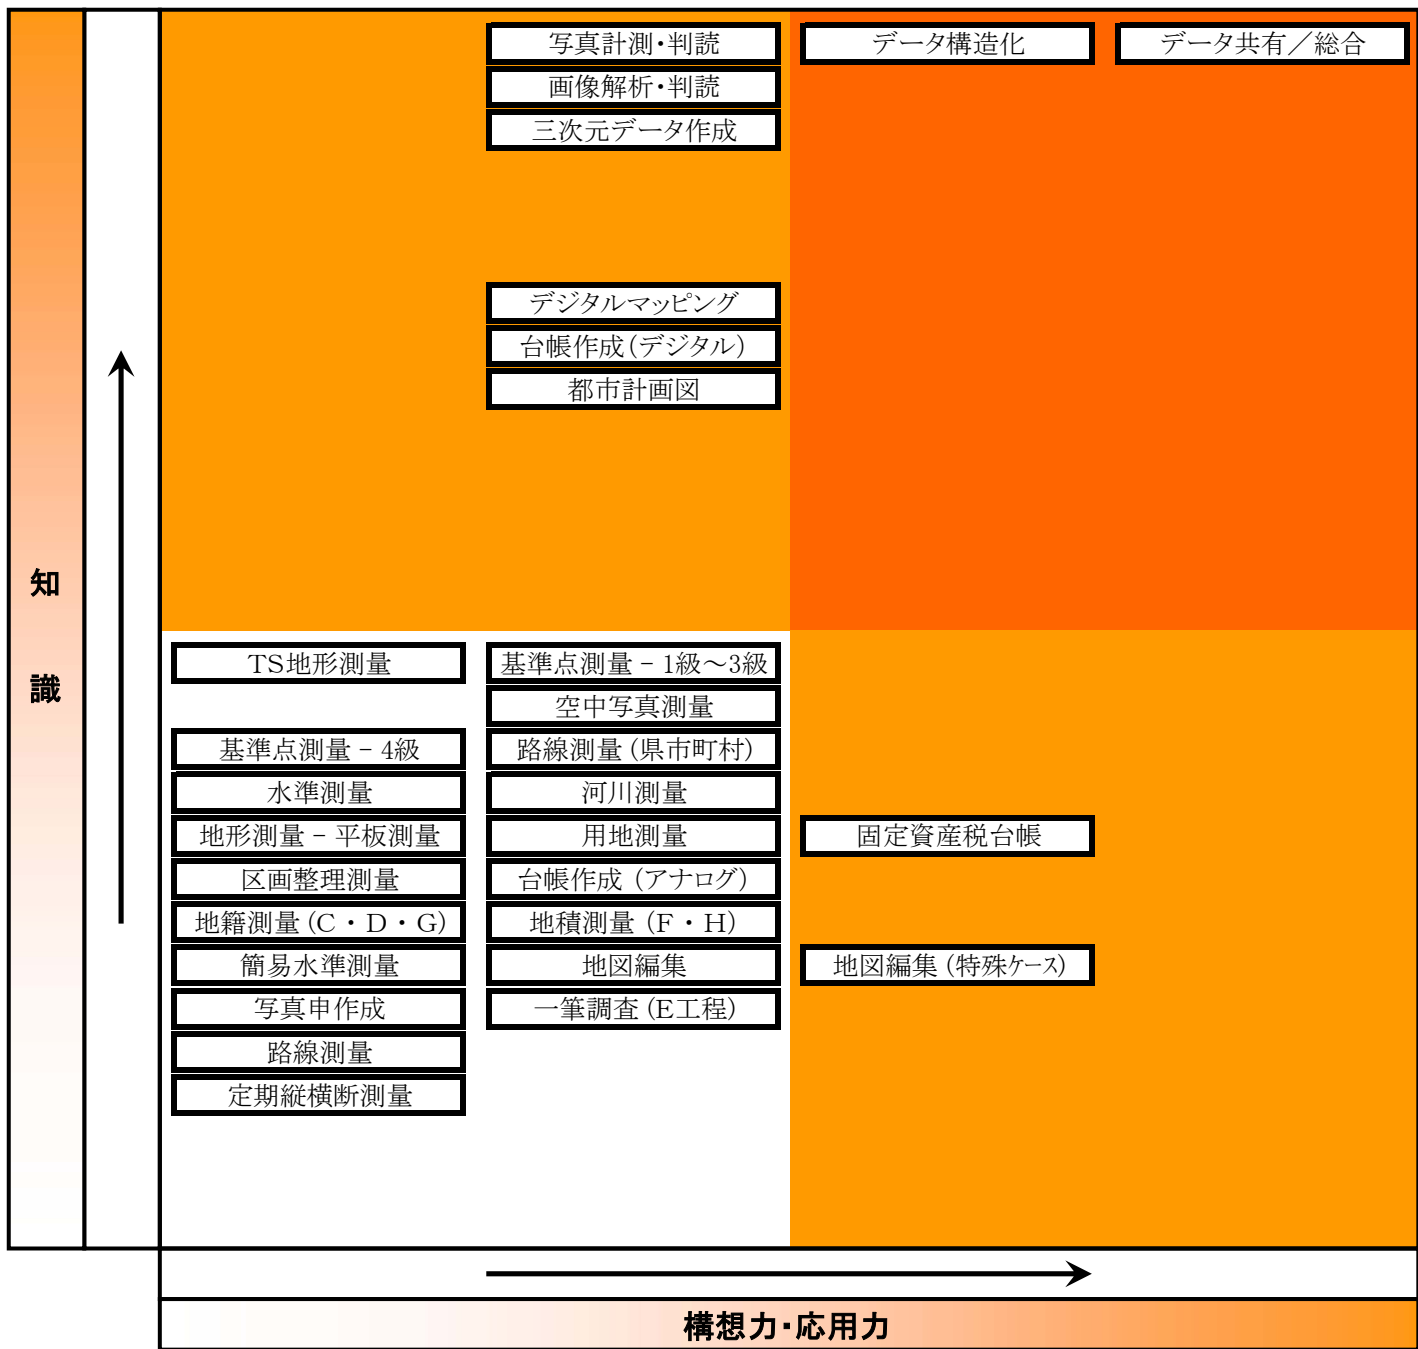 写真計測・判読
データ構造化
データ共有／総合
画像解析・判読
三次元データ作成
デジタルマッピング
台帳作成（デジタル）
都市計画図
知
識
TS地形測量
基準点測量－1級～3級
空中写真測量
基準点測量－4級
路線測量（県市町村）
水準測量
河川測量
地形測量－平板測量
用地測量
固定資産税台帳
区画整理測量
台帳作成（アナログ）
地籍測量（C・D・G）
地積測量（F・H）
簡易水準測量
地図編集
地図編集（特殊ケース）
写真申作成
一筆調査（E工程）
路線測量
定期縦横断測量
構想力・応用力